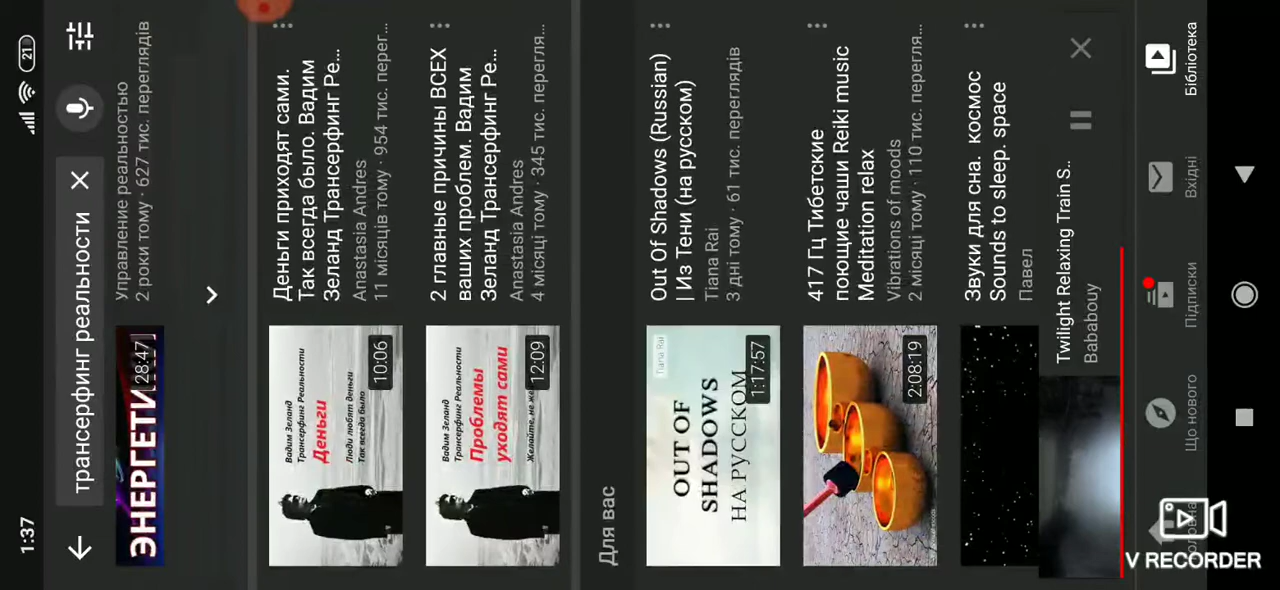 1:37
21
трансерфинг реальности
ЭНЕРГЕТИ
28:47
Управление реальностью
2 роки тому · 627 тис. переглядів
Вадим Зеланд
Трансерфинг Реальности
Деньги
Люди любят деньги
Так всегда было
10:06
Деньги приходят сами.
Так всегда было. Вадим
Зеланд Трансерфинг Ре...
Anastasia Andres
11 місяців тому · 954 тис. перег...
Вадим Зеланд
Трансерфинг Реальности
Проблемы
уходят сами
Желайте, не же
12:09
2 главные причины ВСЕХ
ваших проблем. Вадим
Зеланд Трансерфинг Ре...
Anastasia Andres
4 місяці тому · 345 тис. перегля...
Для вас
Tiana Rai
OUT OF
SHADOWS
НА РУССКОМ
1:17:57
Out Of Shadows (Russian)
| Из Тени (на русском)
Tiana Rai
3 дні тому · 61 тис. переглядів
2:08:19
417 Гц Тибетские
поющие чаши Reiki music
Meditation relax
Vibrations of moods
2 місяці тому · 110 тис. перегля...
Звуки для сна. космос
Sounds to sleep. space
Павел
Twilight Relaxing Train S..
Bababouy
Що нового
Підписки
Вхідні
Бібліотека
V RECORDER